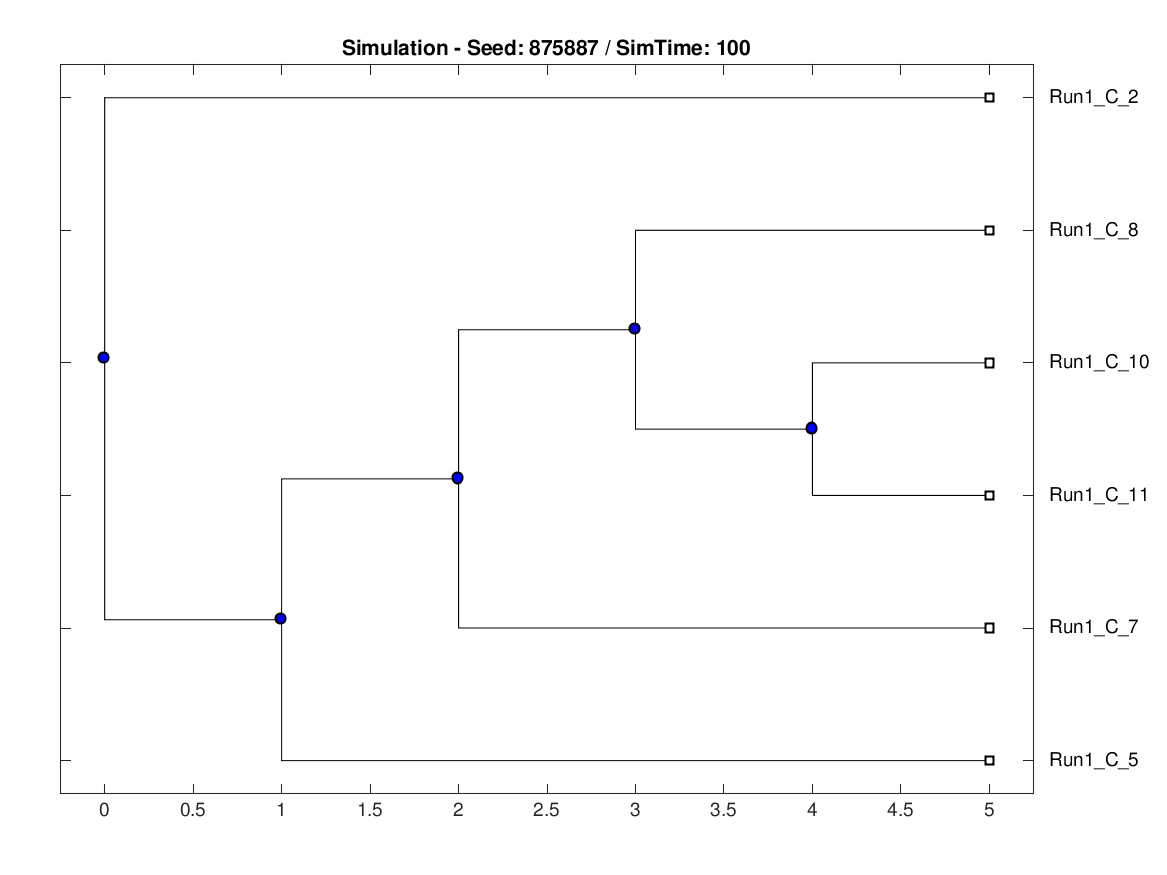 Simulation - Seed: 875887 / SimTime: 100
Run1_C_2
Run1_C_8
Run1_C_10
Run1_C_11
Run1_C_7
Run1_C_5
0 0.5 1 1.5 2 2.5 3 3.5 4 4.5 5